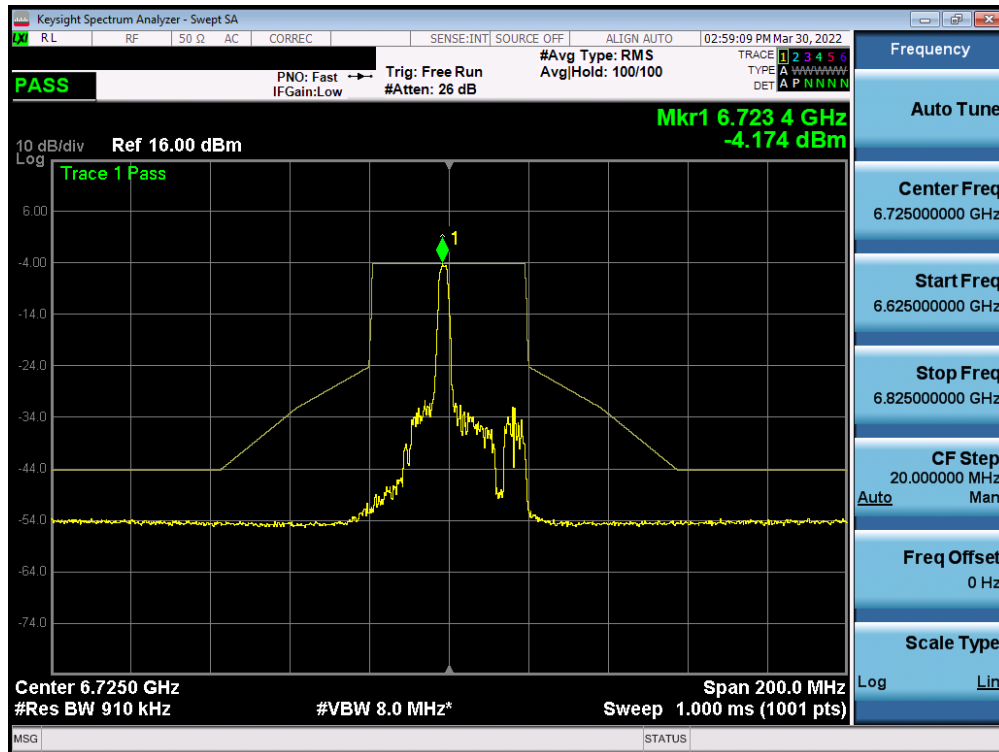 Keysight Spectrum Analyzer - Swept SA
LXI RL RF 50 Ω AC CORREC SENSE:INT SOURCE OFF ALIGN AUTO 02:59:09 PM Mar 30, 2022
PASS
PNO: Fast
IFGain:Low
Trig: Free Run
#Atten: 26 dB
#Avg Type: RMS
Avg|Hold: 100/100
TRACE 1 2 3 4 5 6
TYPE A WWWWW
DET A P N N N N
Mkr1 6.723 4 GHz
-4.174 dBm
10 dB/div Ref 16.00 dBm
Log
Trace 1 Pass
1
6.00
-4.00
-14.0
-24.0
-34.0
-44.0
-54.0
-64.0
-74.0
Center 6.7250 GHz Span 200.0 MHz
#Res BW 910 kHz #VBW 8.0 MHz* Sweep 1.000 ms (1001 pts)
MSG STATUS
Frequency
Auto Tune
Center Freq
6.725000000 GHz
Start Freq
6.625000000 GHz
Stop Freq
6.825000000 GHz
CF Step
20.000000 MHz
Auto Man
Freq Offset
0 Hz
Scale Type
Log Lin